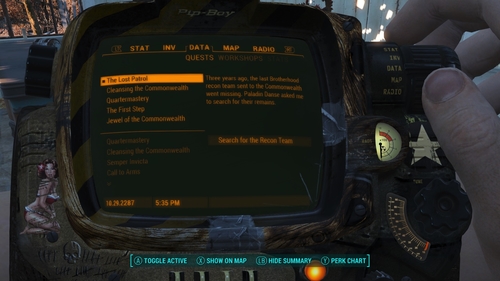 Pip-Boy
STAT INV DATA MAP RADIO
QUESTS WORKSHOPS
The Lost Patrol
Cleansing the Commonwealth
Quartermastery
The First Step
Jewel of the Commonwealth
Quartermastery
Cleansing the Commonwealth
Semper Invicta
Call to Arms
Three years ago, the last Brotherhood
recon team sent to the Commonwealth
went missing. Paladin Danse asked me
to search for their remains.
Search for the Recon Team
10.29.2287 5:35 PM
STAT
INV
DATA
MAP
RADIO
A) TOGGLE ACTIVE X) SHOW ON MAP LB) HIDE SUMMARY Y) PERK CHART